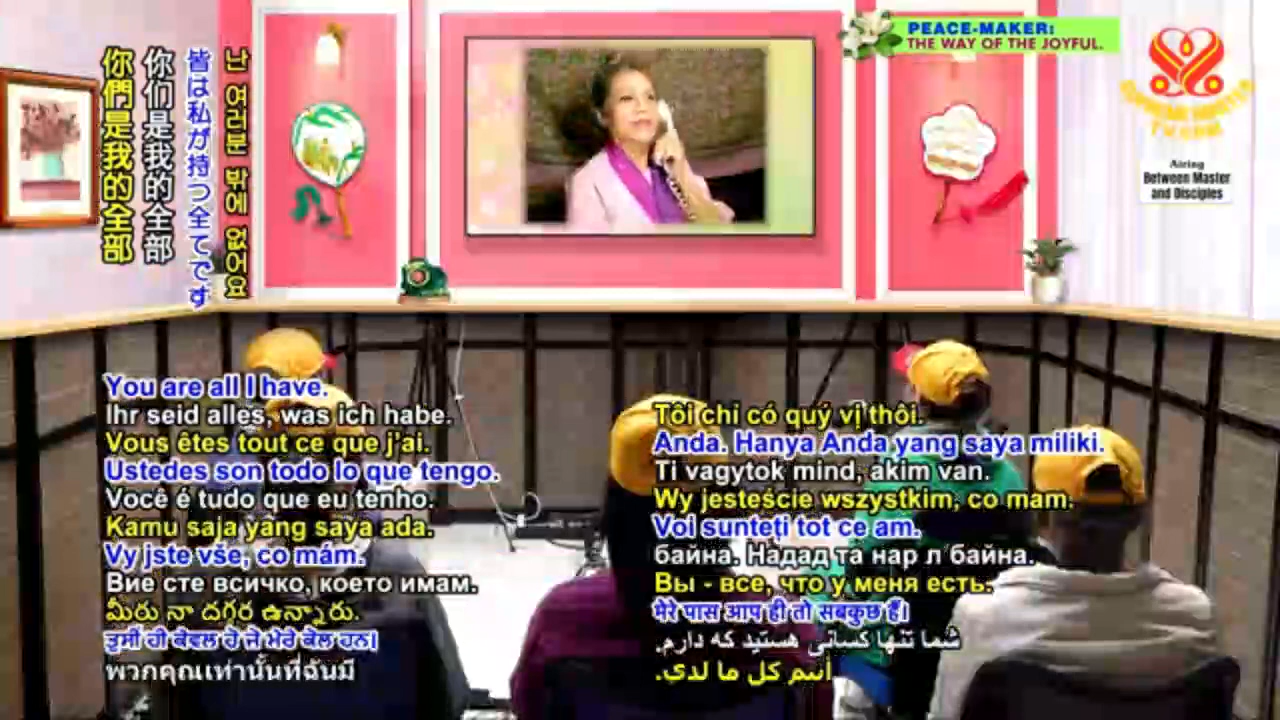 PEACE-MAKER:
THE WAY OF THE JOYFUL.
Airing
Between Master
and Disciples
난 여러분 밖에 없어요
皆は私が持つ全てです
你们是我的全部
你們是我的全部
You are all I have.
Ihr seid alles, was ich habe.
Vous êtes tout ce que j'ai.
Ustedes son todo lo que tengo.
Você é tudo que eu tenho.
Kamu saja yang saya ada.
Vy jste vše, co mám.
Вие сте всичко, което имам.
మీరు నా దగ్గర ఉన్నారు.
ਤੁਸੀਂ ਹੀ ਕੇਵਲ ਹੋ ਜੋ ਮੇਰੇ ਕੋਲ ਹਨ।
พวกคุณเท่านั้นที่ฉันมี
Tôi chỉ có quý vị thôi.
Anda. Hanya Anda yang saya miliki.
Ti vagytok mind, akim van.
Wy jesteście wszystkim, co mam.
Voi sunteți tot ce am.
байна. Надад та нар л байна.
Вы - все, что у меня есть.
मेरे पास आप ही तो सबकुछ हैं।
شما تنها کسانی هستید که دارم.
أنتم كل ما لدي.